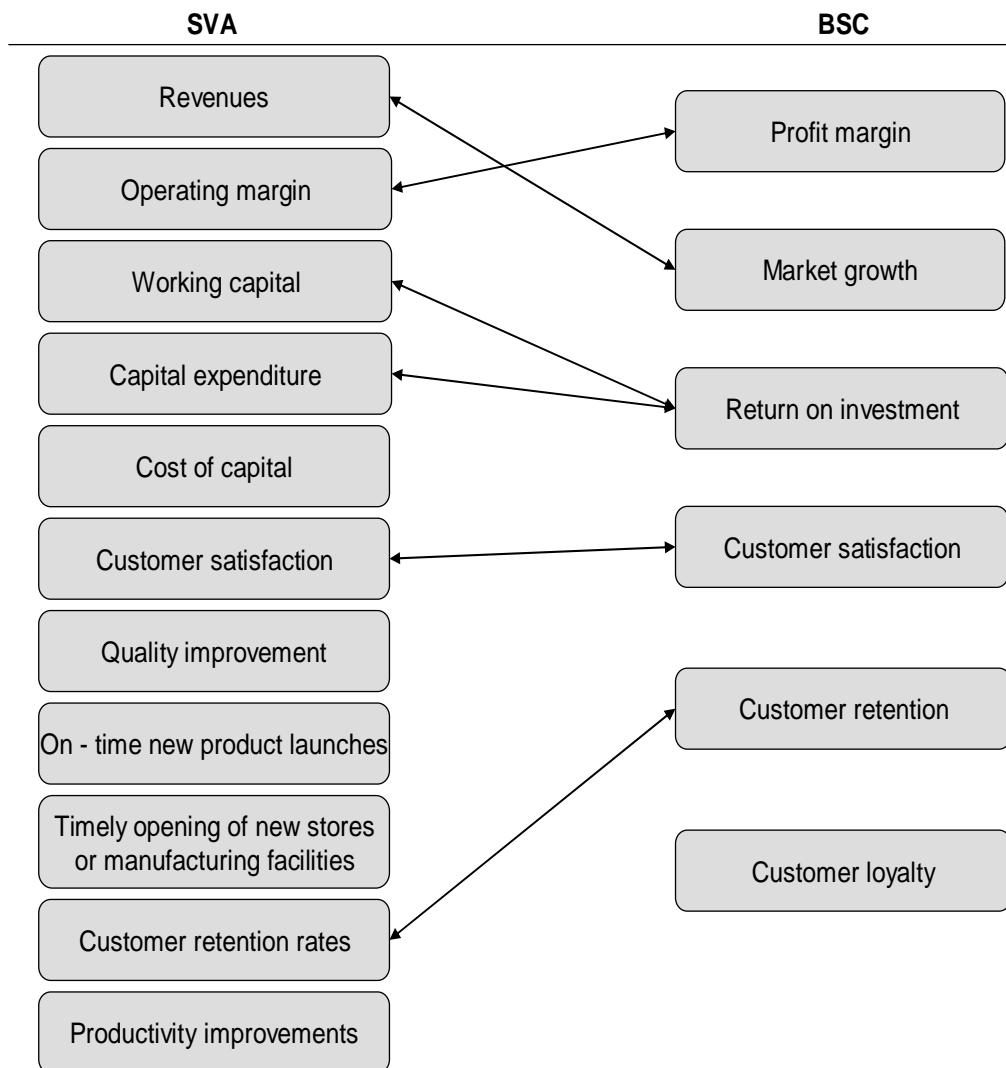 SVA
BSC
Revenues
Operating margin
Working capital
Capital expenditure
Cost of capital
Customer satisfaction
Quality improvement
On - time new product launches
Timely opening of new stores
or manufacturing facilities
Customer retention rates
Productivity improvements
Profit margin
Market growth
Return on investment
Customer satisfaction
Customer retention
Customer loyalty